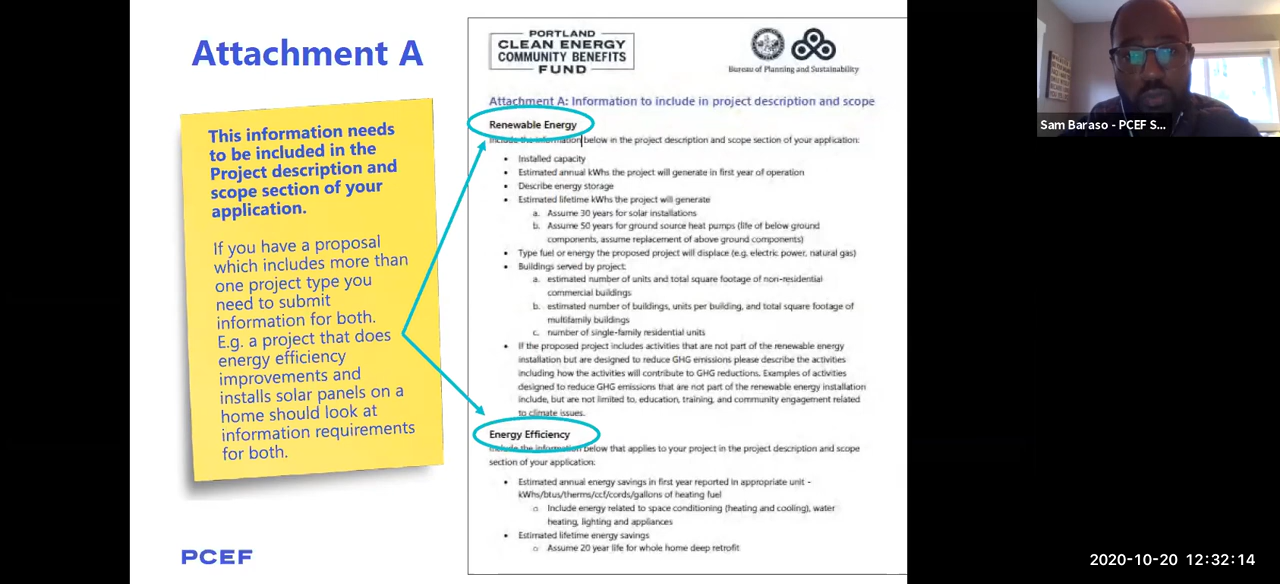 Attachment A
This information needs
to be included in the
Project description and
scope section of your
application.
If you have a proposal
which includes more than
one project type you
need to submit
information for both.
E.g. a project that does
energy efficiency
improvements and
installs solar panels on a
home should look at
information requirements
for both.
PCEF
PORTLAND
CLEAN ENERGY
COMMUNITY BENEFITS
FUND
Bureau of Planning and Sustainability
Attachment A: Information to include in project description and scope
Renewable Energy
Include the information below in the project description and scope section of your application:
• Installed capacity
• Estimated annual kWhs the project will generate in first year of operation
• Describe energy storage
• Estimated lifetime kWhs the project will generate
a. Assume 30 years for solar installations
b. Assume 50 years for ground source heat pumps (life of below ground
components, assume replacement of above ground components)
• Type fuel or energy the proposed project will displace (e.g. electric power, natural gas)
• Buildings served by project:
a. estimated number of units and total square footage of non-residential
commercial buildings
b. estimated number of buildings, units per building, and total square footage of
multifamily buildings
c. number of single-family residential units
• If the proposed project includes activities that are not part of the renewable energy
installation but are designed to reduce GHG emissions please describe the activities
including how the activities will contribute to GHG reductions. Examples of activities
designed to reduce GHG emissions that are not part of the renewable energy installation
include, but are not limited to, education, training, and community engagement related
to climate issues.
Energy Efficiency
Include the information below that applies to your project in the project description and scope
section of your application:
• Estimated annual energy savings in first year reported in appropriate unit -
kWhs/btus/therms/ccf/cords/gallons of heating fuel
o Include energy related to space conditioning (heating and cooling), water
heating, lighting and appliances
• Estimated lifetime energy savings
o Assume 20 year life for whole home deep retrofit
Sam Baraso - PCEF S...
2020-10-20 12:32:14